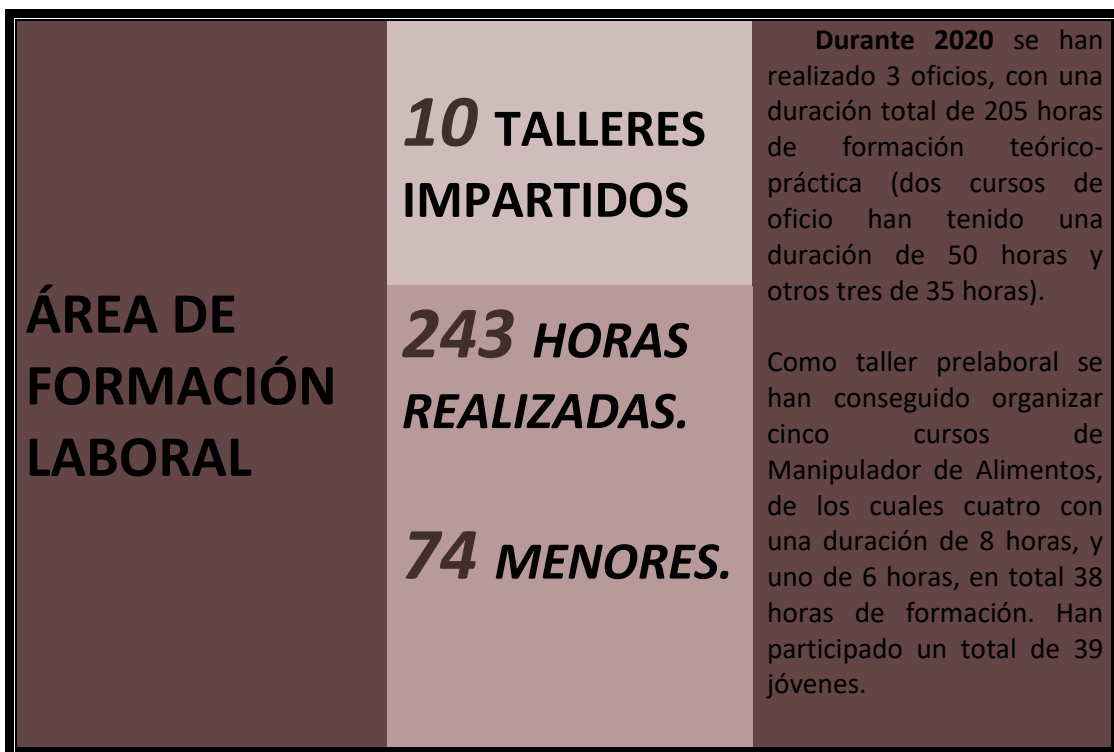 ÁREA DE
FORMACIÓN
LABORAL
10 TALLERES
IMPARTIDOS
243 HORAS
REALIZADAS.
74 MENORES.
Durante 2020 se han
realizado 3 oficios, con una
duración total de 205 horas
de formación teórico-
práctica (dos cursos de
oficio han tenido una
duración de 50 horas y
otros tres de 35 horas).
Como taller prelaboral se
han conseguido organizar
cinco cursos de
Manipulador de Alimentos,
de los cuales cuatro con
una duración de 8 horas, y
uno de 6 horas, en total 38
horas de formación. Han
participado un total de 39
jóvenes.